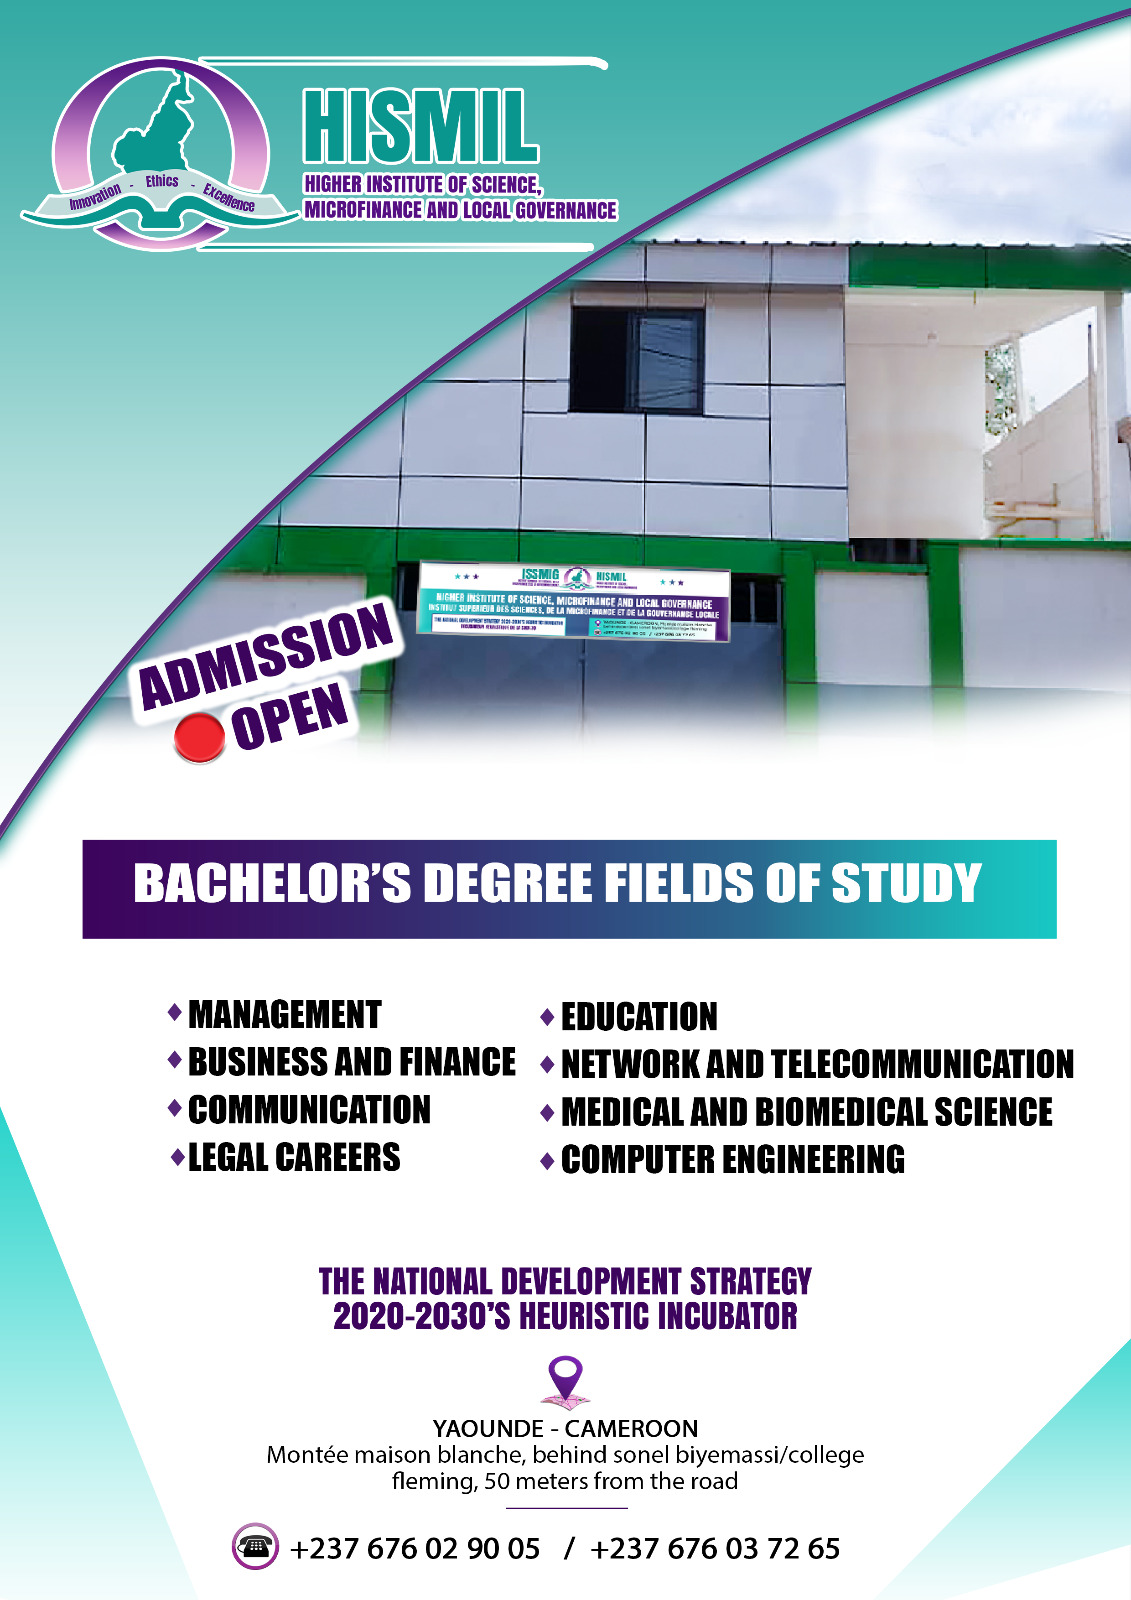 HISMIL
HIGHER INSTITUTE OF SCIENCE,
MICROFINANCE AND LOCAL GOVERNANCE
Innovation - Ethics - Excellence
ISSMIG HISMIL
HIGHER INSTITUTE OF SCIENCE, MICROFINANCE AND LOCAL GOVERNANCE
INSTITUT SUPERIEUR DES SCIENCES, DE LA MICROFINANCE ET DE LA GOUVERNANCE LOCALE
ADMISSION
OPEN
BACHELOR'S DEGREE FIELDS OF STUDY
MANAGEMENT
BUSINESS AND FINANCE
COMMUNICATION
LEGAL CAREERS
EDUCATION
NETWORK AND TELECOMMUNICATION
MEDICAL AND BIOMEDICAL SCIENCE
COMPUTER ENGINEERING
THE NATIONAL DEVELOPMENT STRATEGY
2020-2030'S HEURISTIC INCUBATOR
YAOUNDE - CAMEROON
Montée maison blanche, behind sonel biyemassi/college
fleming, 50 meters from the road
+237 676 02 90 05 / +237 676 03 72 65